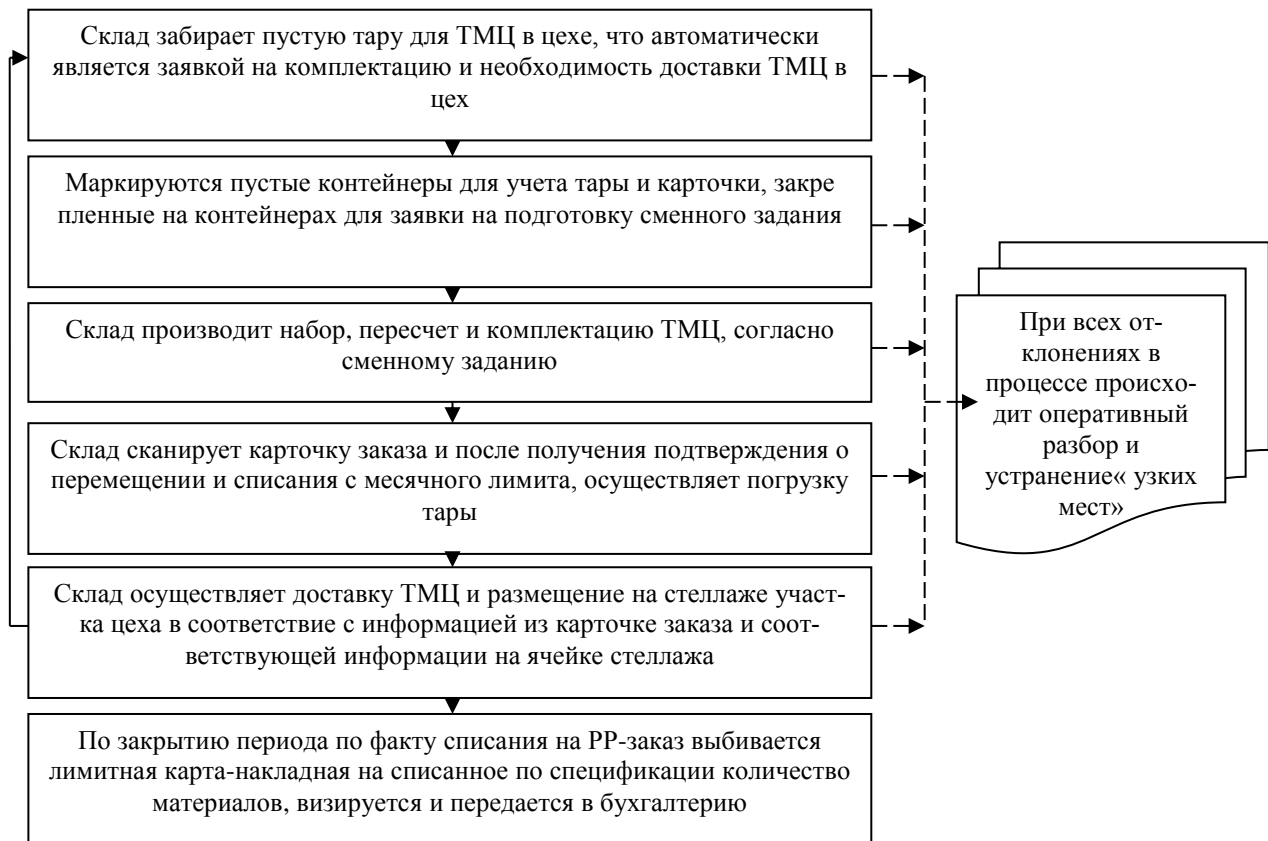 Склад забирает пустую тару для ТМЦ в цехе, что автоматически
является заявкой на комплектацию и необходимость доставки ТМЦ в
цех
Маркируются пустые контейнеры для учета тары и карточки, закре
пленные на контейнерах для заявки на подготовку сменного задания
Склад производит набор, пересчет и комплектацию ТМЦ, согласно
сменному заданию
Склад сканирует карточку заказа и после получения подтверждения о
перемещении и списания с месячного лимита, осуществляет погрузку
тары
Склад осуществляет доставку ТМЦ и размещение на стеллаже участ-
ка цеха в соответствие с информацией из карточке заказа и соот-
ветствующей информации на ячейке стеллажа
По закрытию периода по факту списания на РР-заказ выбивается
лимитная карта-накладная на списанное по спецификации количество
материалов, визируется и передается в бухгалтерию
При всех от-
клонениях в
процессе происхо-
дит оперативный
разбор и
устранение« узких
мест»